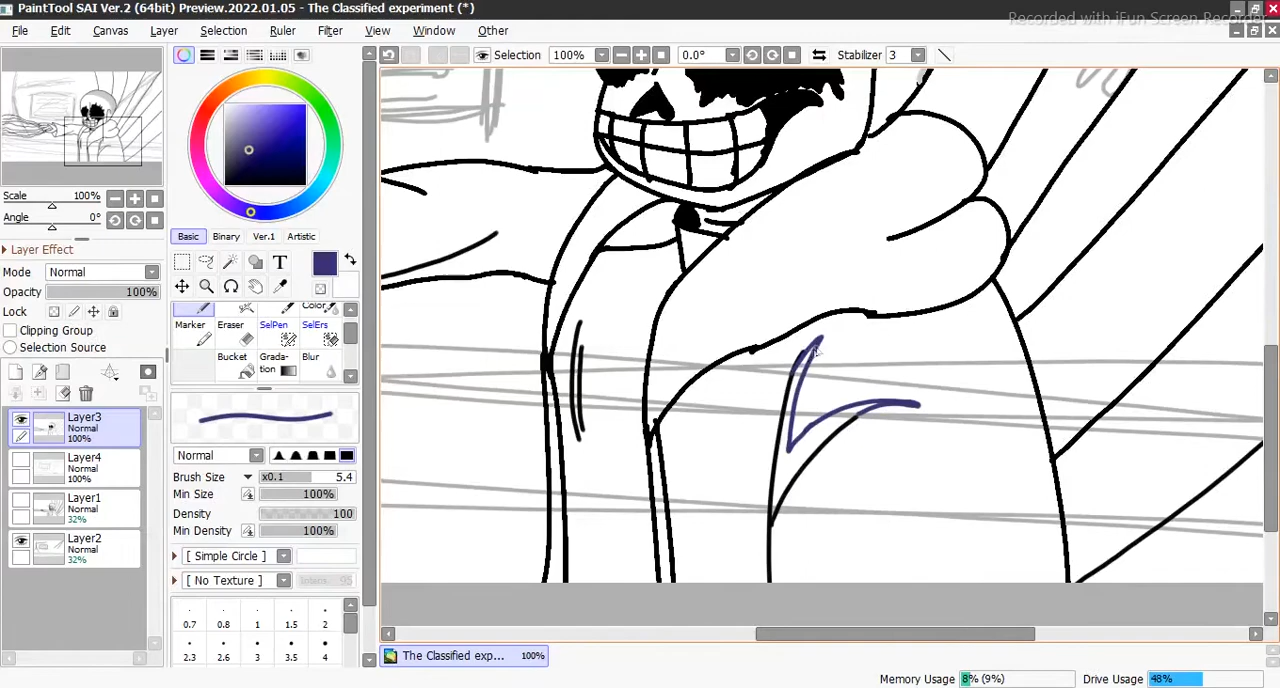 PaintTool SAI Ver.2 (64bit) Preview.2022.01.05 - The Classified experiment (*)
Recorded with iFun Screen Recorder
File Edit Canvas Layer Selection Ruler Filter View Window Other
Selection 100% 0.0° Stabilizer 3
Scale 100%
Angle 0°
Layer Effect
Mode Normal
Opacity 100%
Lock
Clipping Group
Selection Source
Layer3
Normal
100%
Layer4
Normal
100%
Layer1
Normal
32%
Layer2
Normal
32%
Basic Binary Ver.1 Artistic
T
Color
Marker Eraser SelPen SelErs
Bucket Grada-
tion Blur
Normal
Brush Size x0.1 5.4
Min Size 100%
Density 100
Min Density 100%
[ Simple Circle ]
[ No Texture ] Intens. 95
0.7 0.8 1 1.5 2
2.3 2.6 3 3.5 4
The Classified exp... 100%
Memory Usage 8% (9%) Drive Usage 48%